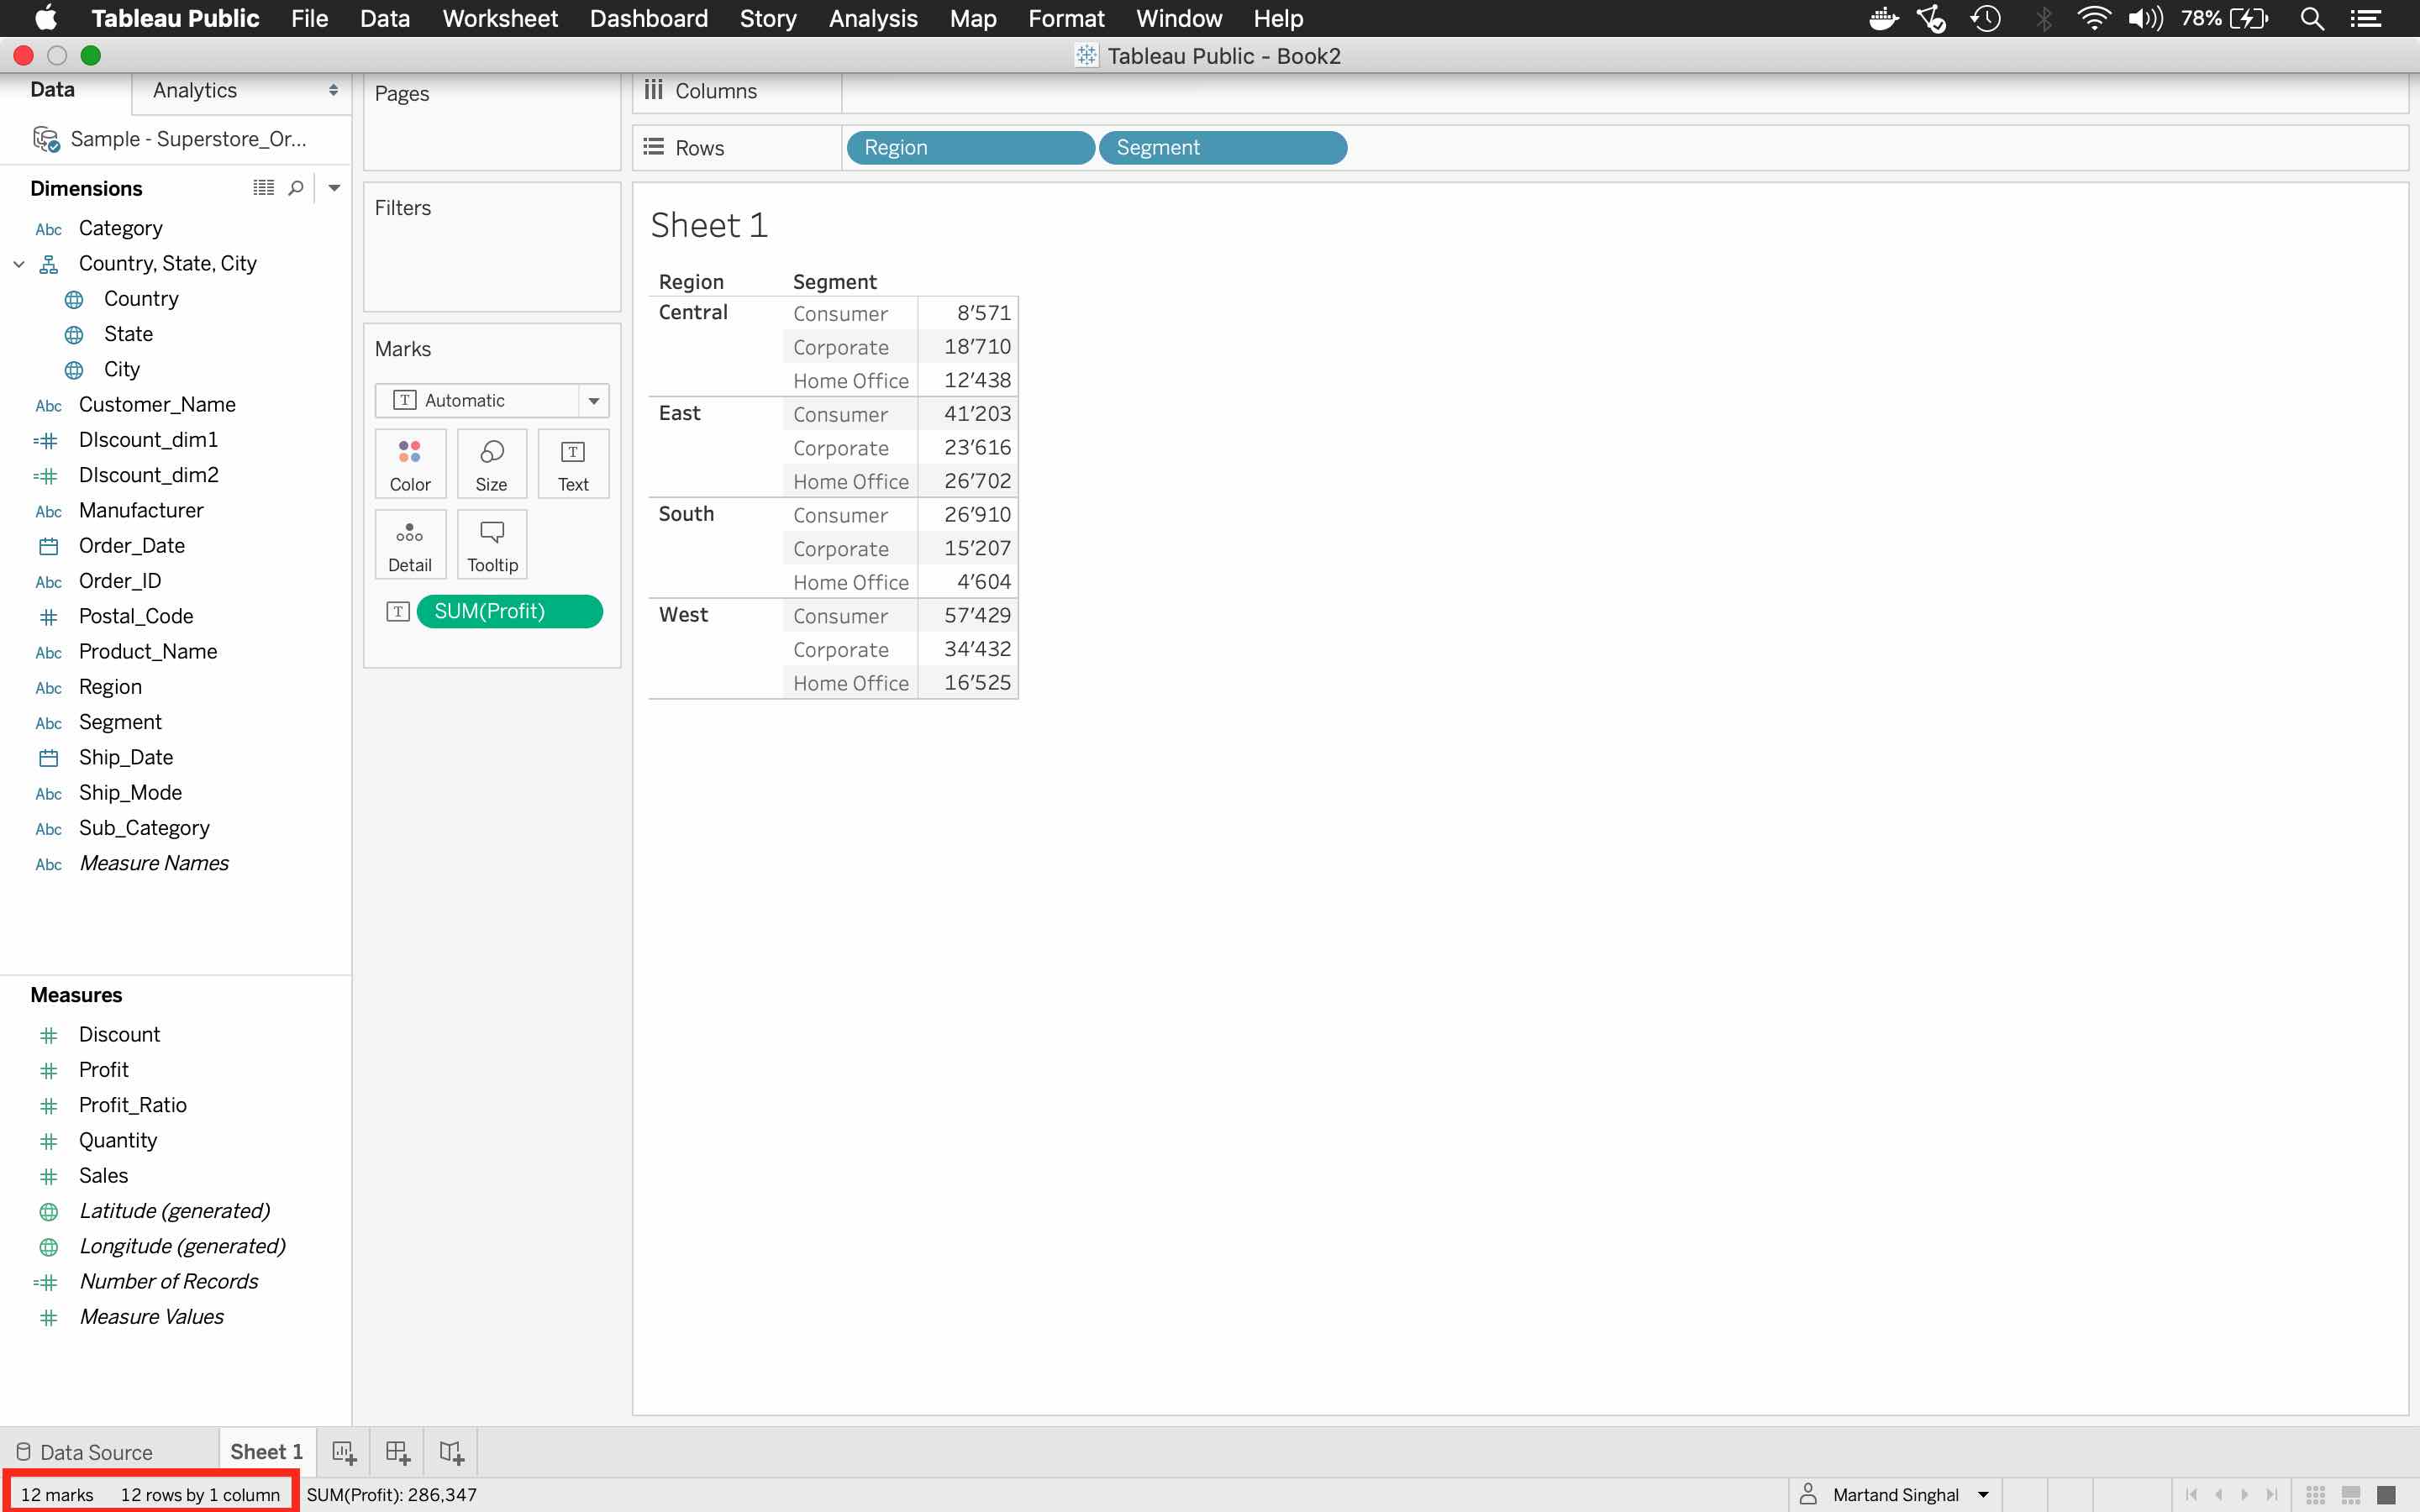 Tableau Public File Data Worksheet Dashboard Story Analysis Map Format Window Help 78%
Tableau Public - Book2
Data Analytics
Sample - Superstore_Or...
Dimensions
Abc Category
Country, State, City
Country
State
City
Abc Customer_Name
=# DIscount_dim1
=# DIscount_dim2
Abc Manufacturer
Order_Date
Abc Order_ID
# Postal_Code
Abc Product_Name
Abc Region
Abc Segment
Ship_Date
Abc Ship_Mode
Abc Sub_Category
Abc Measure Names
Measures
# Discount
# Profit
# Profit_Ratio
# Quantity
# Sales
Latitude (generated)
Longitude (generated)
=# Number of Records
# Measure Values
Pages
Filters
Marks
T Automatic
Color Size T Text
Detail Tooltip
T SUM(Profit)
Columns
Rows Region Segment
Sheet 1
Region Segment
Central Consumer 8’571
Corporate 18’710
Home Office 12’438
East Consumer 41’203
Corporate 23’616
Home Office 26’702
South Consumer 26’910
Corporate 15’207
Home Office 4’604
West Consumer 57’429
Corporate 34’432
Home Office 16’525
Data Source Sheet 1
12 marks 12 rows by 1 column SUM(Profit): 286,347 Martand Singhal